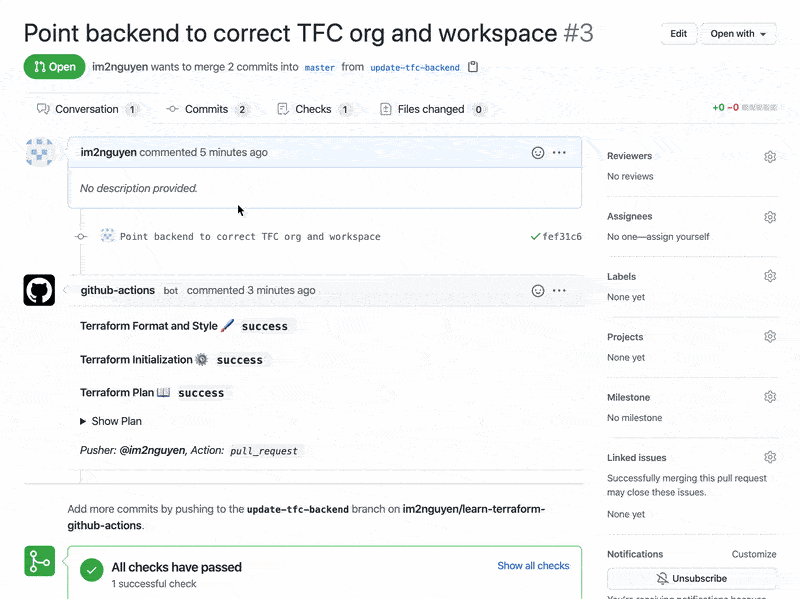 Point backend to correct TFC org and workspace #3
Edit
Open with
Open
im2nguyen wants to merge 2 commits into master from update-tfc-backend
Conversation 1
Commits 2
Checks 1
Files changed 0
+0 −0
im2nguyen commented 5 minutes ago
No description provided.
Point backend to correct TFC org and workspace
fef31c6
github-actions bot commented 3 minutes ago
Terraform Format and Style success
Terraform Initialization success
Terraform Plan success
Show Plan
Pusher: @im2nguyen, Action: pull_request
Add more commits by pushing to the update-tfc-backend branch on im2nguyen/learn-terraform-
github-actions.
All checks have passed
1 successful check
Show all checks
Reviewers
No reviews
Assignees
No one—assign yourself
Labels
None yet
Projects
None yet
Milestone
No milestone
Linked issues
Successfully merging this pull request
may close these issues.
None yet
Notifications
Customize
Unsubscribe
You're receiving notifications because